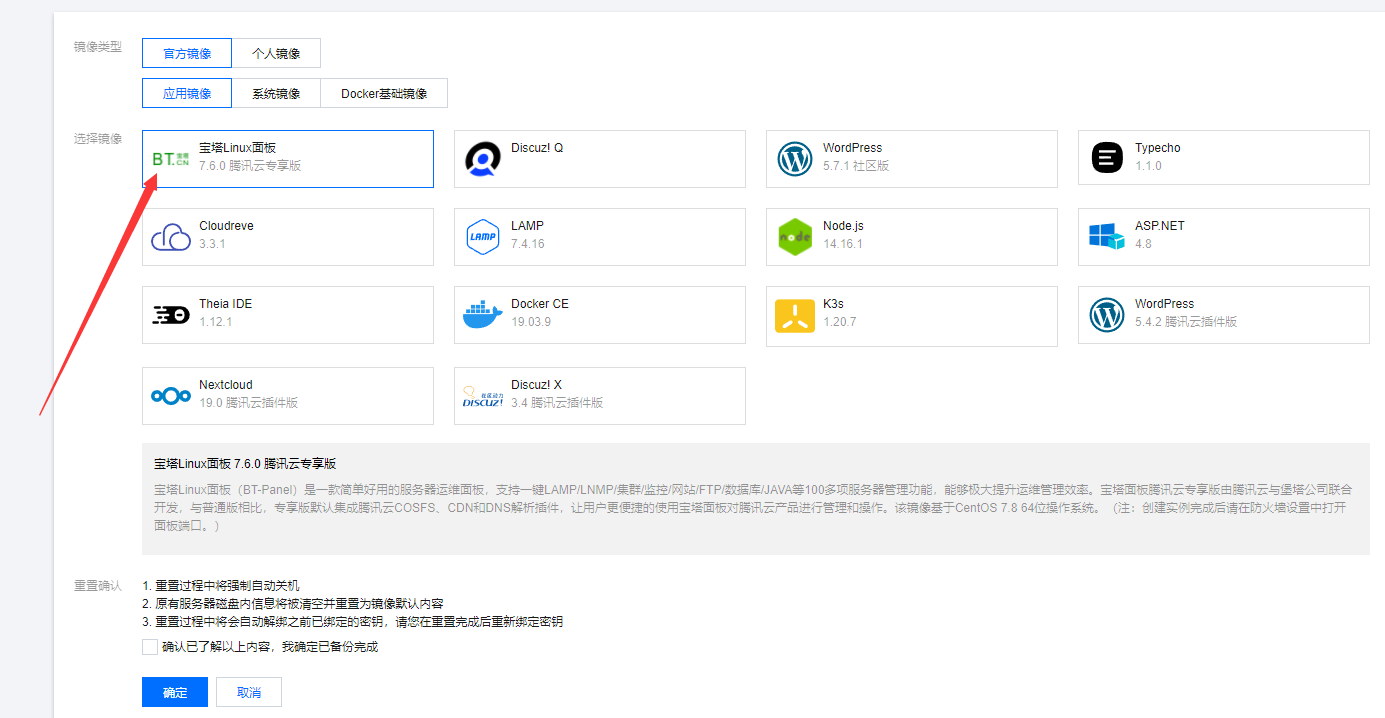 镜像类型
官方镜像 个人镜像
应用镜像 系统镜像 Docker基础镜像
选择镜像
BT. 宝塔 .CN 宝塔Linux面板 Discuz! Q WordPress Typecho
7.6.0 腾讯云专享版 5.7.1 社区版 1.1.0
Cloudreve LAMP LAMP node Node.js ASP.NET
3.3.1 7.4.16 14.16.1 4.8
Theia IDE Docker CE K3s WordPress
1.12.1 19.03.9 1.20.7 5.4.2 腾讯云插件版
Nextcloud 社区动力 DISCUZ! Discuz! X
19.0 腾讯云插件版 3.4 腾讯云插件版
宝塔Linux面板 7.6.0 腾讯云专享版
宝塔Linux面板（BT-Panel）是一款简单好用的服务器运维面板，支持一键LAMP/LNMP/集群/监控/网站/FTP/数据库/JAVA等100多项服务器管理功能，能够极大提升运维管理效率。宝塔面板腾讯云专享版由腾讯云与堡塔公司联合
开发，与普通版相比，专享版默认集成腾讯云COSFS、CDN和DNS解析插件，让用户更便捷的使用宝塔面板对腾讯云产品进行管理和操作。该镜像基于CentOS 7.8 64位操作系统。（注：创建实例完成后请在防火墙设置中打开
面板端口。）
重置确认
1. 重置过程中将强制自动关机
2. 原有服务器磁盘内信息将被清空并重置为镜像默认内容
3. 重置过程中将会自动解绑之前已绑定的密钥，请您在重置完成后重新绑定密钥
确认已了解以上内容，我确定已备份完成
确定 取消